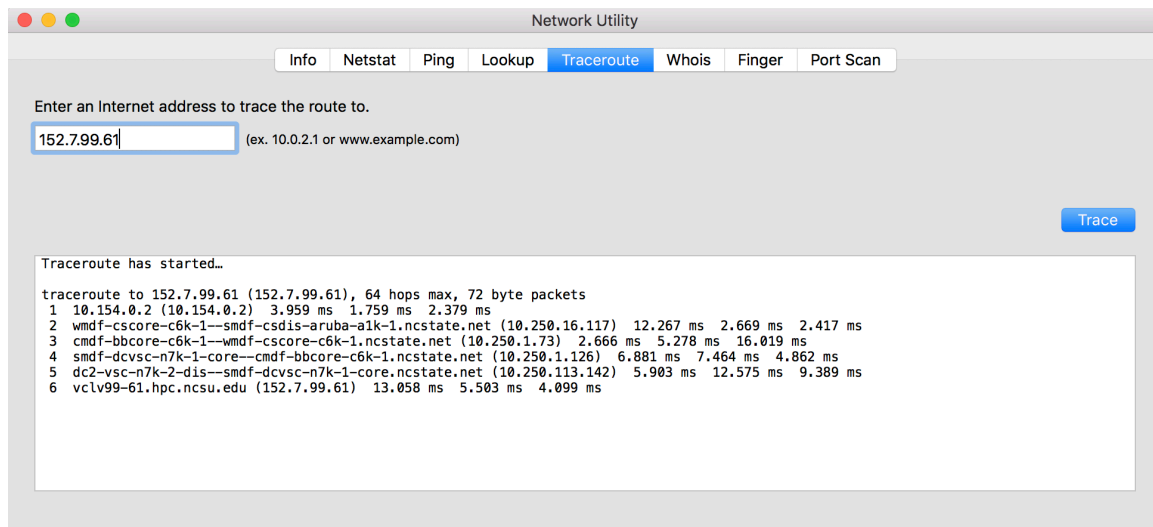 Network Utility
Info Netstat Ping Lookup Traceroute Whois Finger Port Scan
Enter an Internet address to trace the route to.
152.7.99.61 (ex. 10.0.2.1 or www.example.com)
Trace
Traceroute has started…
traceroute to 152.7.99.61 (152.7.99.61), 64 hops max, 72 byte packets
1 10.154.0.2 (10.154.0.2) 3.959 ms 1.759 ms 2.379 ms
2 wmdf-cscore-c6k-1--smdf-csdis-aruba-a1k-1.ncstate.net (10.250.16.117) 12.267 ms 2.669 ms 2.417 ms
3 cmdf-bbcore-c6k-1--wmdf-cscore-c6k-1.ncstate.net (10.250.1.73) 2.666 ms 5.278 ms 16.019 ms
4 smdf-dcvsc-n7k-1-core--cmdf-bbcore-c6k-1.ncstate.net (10.250.1.126) 6.881 ms 7.464 ms 4.862 ms
5 dc2-vsc-n7k-2-dis--smdf-dcvsc-n7k-1-core.ncstate.net (10.250.113.142) 5.903 ms 12.575 ms 9.389 ms
6 vclv99-61.hpc.ncsu.edu (152.7.99.61) 13.058 ms 5.503 ms 4.099 ms